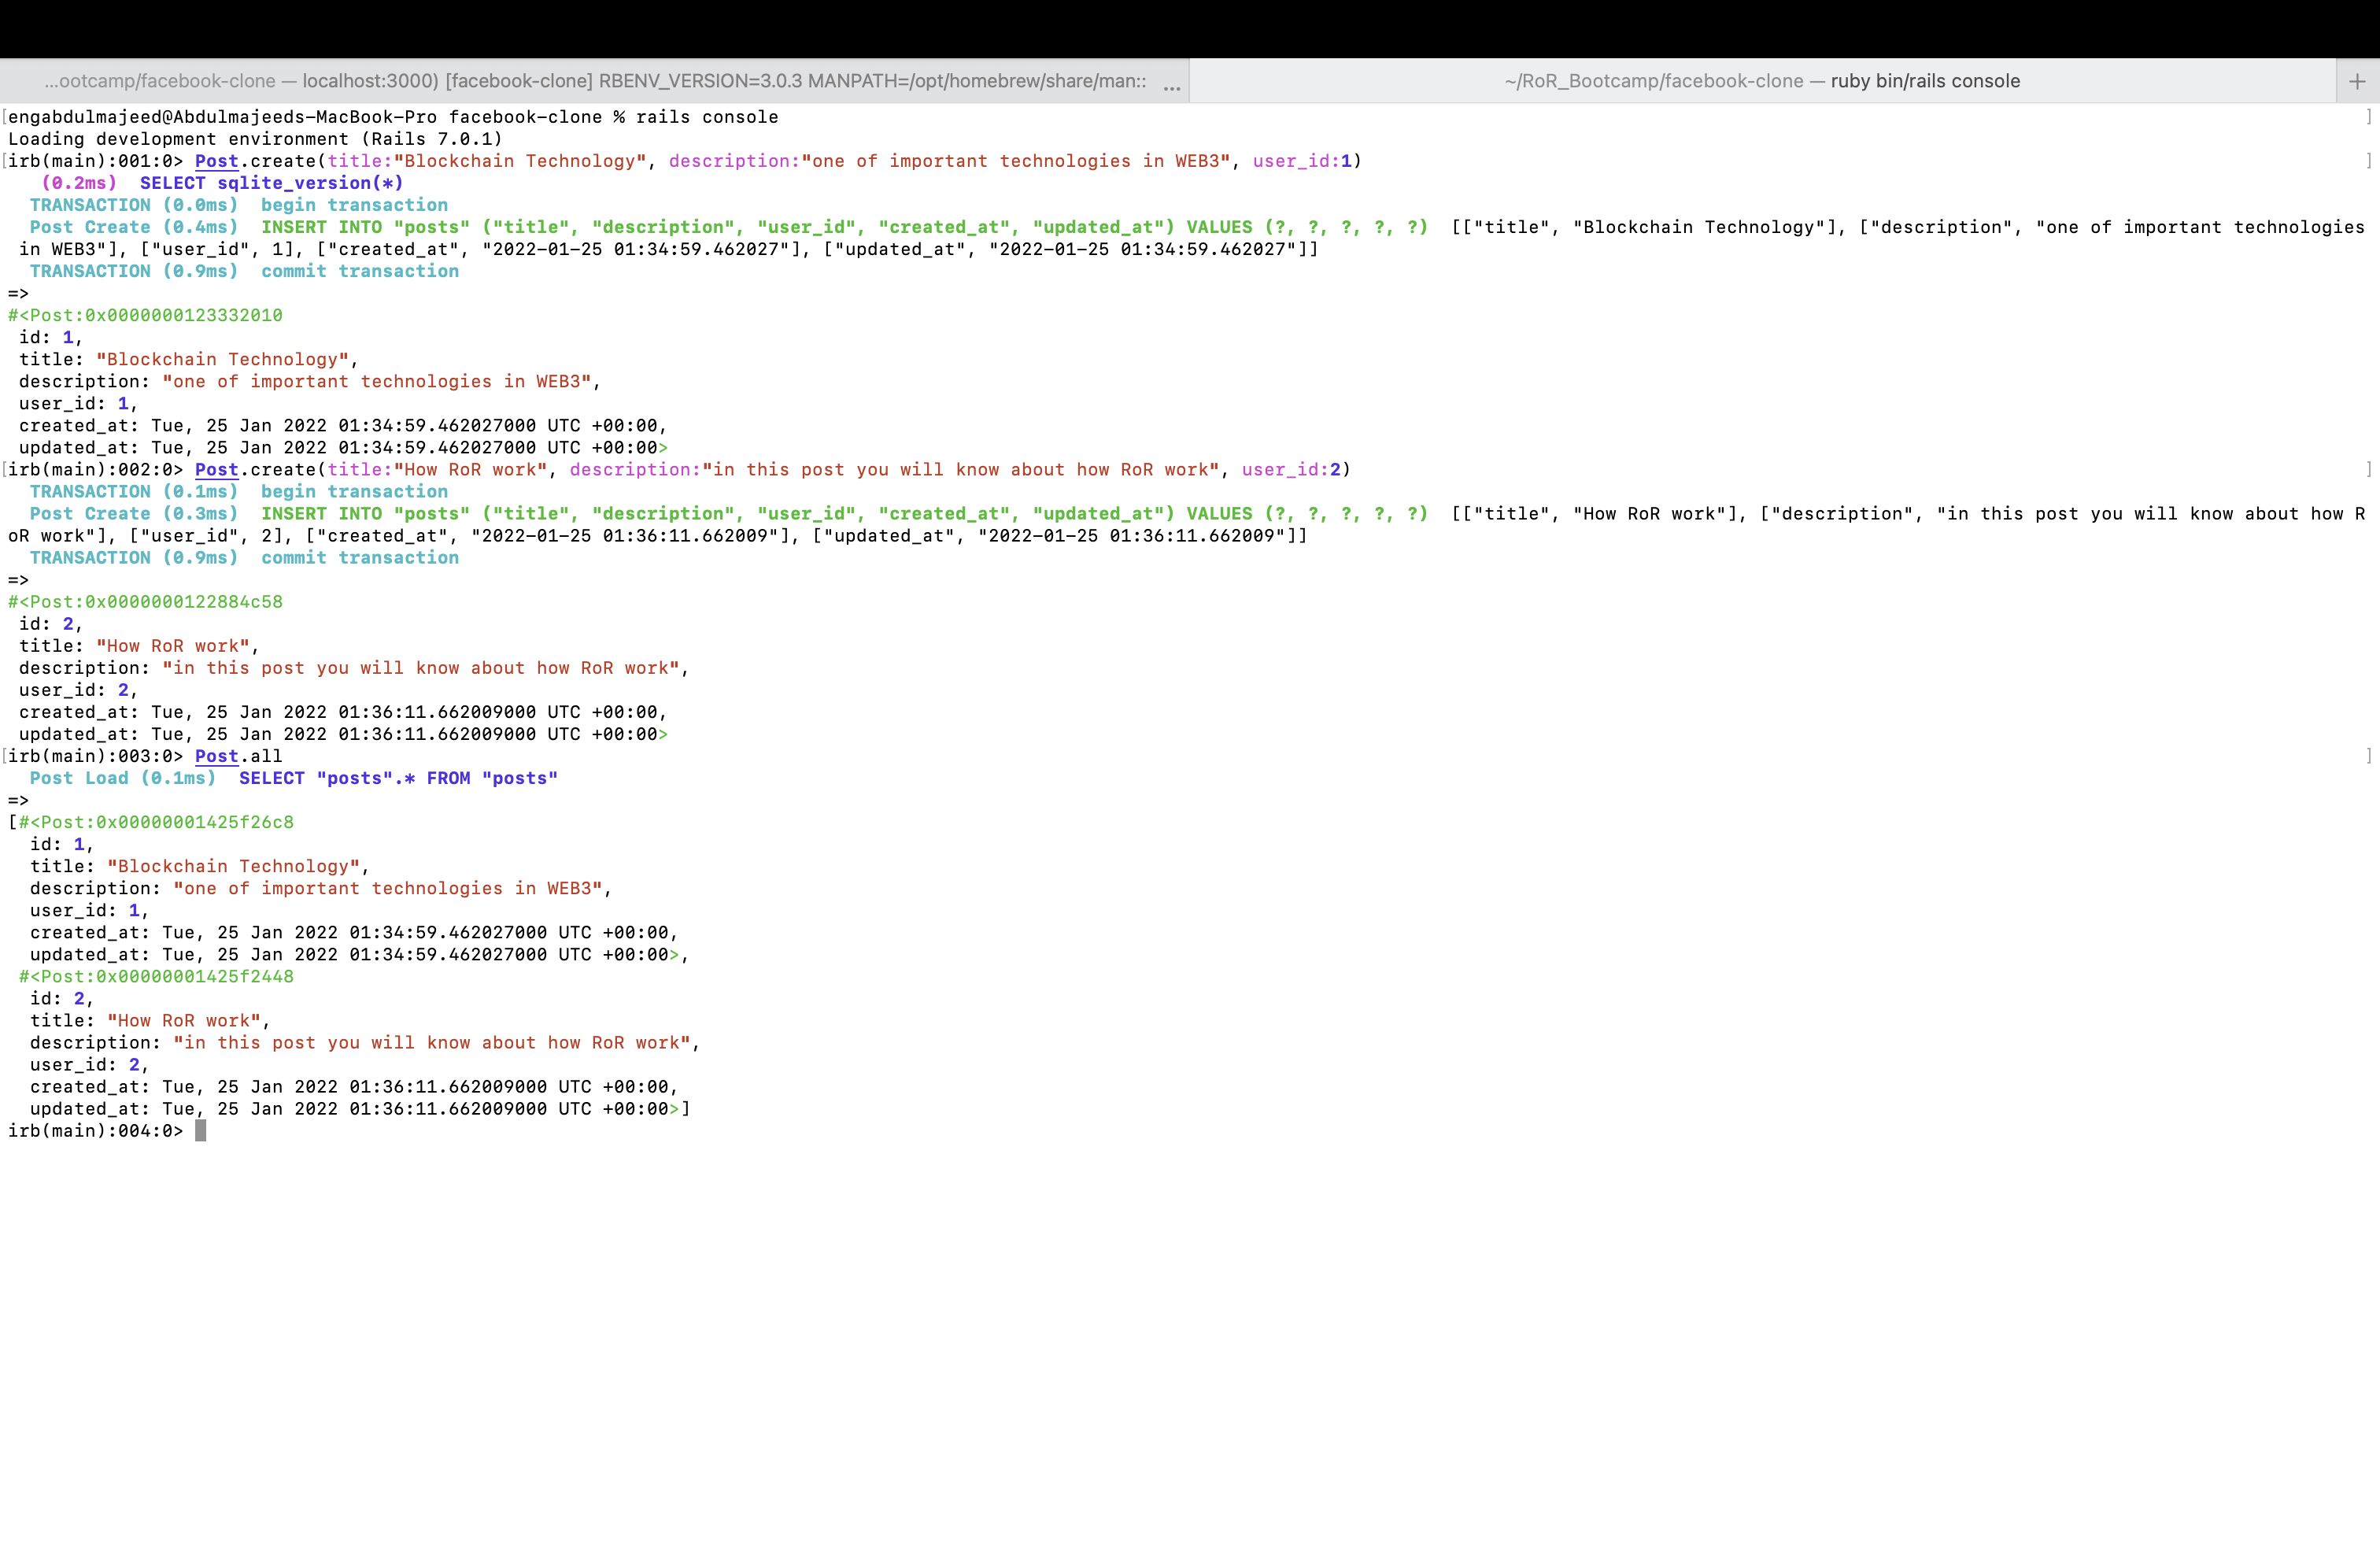 ...ootcamp/facebook-clone — localhost:3000) [facebook-clone] RBENV_VERSION=3.0.3 MANPATH=/opt/homebrew/share/man:: ...
~/RoR_Bootcamp/facebook-clone — ruby bin/rails console +
[engabdulmajeed@Abdulmajeeds-MacBook-Pro facebook-clone % rails console ]
Loading development environment (Rails 7.0.1)
[irb(main):001:0> Post.create(title:"Blockchain Technology", description:"one of important technologies in WEB3", user_id:1) ]
   (0.2ms)  SELECT sqlite_version(*)
  TRANSACTION (0.0ms)  begin transaction
  Post Create (0.4ms)  INSERT INTO "posts" ("title", "description", "user_id", "created_at", "updated_at") VALUES (?, ?, ?, ?, ?)  [["title", "Blockchain Technology"], ["description", "one of important technologies
 in WEB3"], ["user_id", 1], ["created_at", "2022-01-25 01:34:59.462027"], ["updated_at", "2022-01-25 01:34:59.462027"]]
  TRANSACTION (0.9ms)  commit transaction
=>
#<Post:0x0000000123332010
 id: 1,
 title: "Blockchain Technology",
 description: "one of important technologies in WEB3",
 user_id: 1,
 created_at: Tue, 25 Jan 2022 01:34:59.462027000 UTC +00:00,
 updated_at: Tue, 25 Jan 2022 01:34:59.462027000 UTC +00:00>
[irb(main):002:0> Post.create(title:"How RoR work", description:"in this post you will know about how RoR work", user_id:2) ]
  TRANSACTION (0.1ms)  begin transaction
  Post Create (0.3ms)  INSERT INTO "posts" ("title", "description", "user_id", "created_at", "updated_at") VALUES (?, ?, ?, ?, ?)  [["title", "How RoR work"], ["description", "in this post you will know about how R
oR work"], ["user_id", 2], ["created_at", "2022-01-25 01:36:11.662009"], ["updated_at", "2022-01-25 01:36:11.662009"]]
  TRANSACTION (0.9ms)  commit transaction
=>
#<Post:0x0000000122884c58
 id: 2,
 title: "How RoR work",
 description: "in this post you will know about how RoR work",
 user_id: 2,
 created_at: Tue, 25 Jan 2022 01:36:11.662009000 UTC +00:00,
 updated_at: Tue, 25 Jan 2022 01:36:11.662009000 UTC +00:00>
[irb(main):003:0> Post.all ]
  Post Load (0.1ms)  SELECT "posts".* FROM "posts"
=>
[#<Post:0x00000001425f26c8
  id: 1,
  title: "Blockchain Technology",
  description: "one of important technologies in WEB3",
  user_id: 1,
  created_at: Tue, 25 Jan 2022 01:34:59.462027000 UTC +00:00,
  updated_at: Tue, 25 Jan 2022 01:34:59.462027000 UTC +00:00>,
 #<Post:0x00000001425f2448
  id: 2,
  title: "How RoR work",
  description: "in this post you will know about how RoR work",
  user_id: 2,
  created_at: Tue, 25 Jan 2022 01:36:11.662009000 UTC +00:00,
  updated_at: Tue, 25 Jan 2022 01:36:11.662009000 UTC +00:00>]
irb(main):004:0>